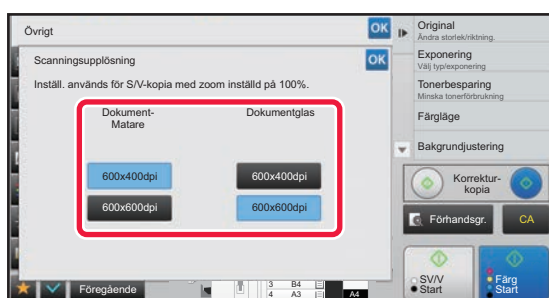 Övrigt
OK
Scanningsupplösning
OK
Inställ. används för S/V-kopia med zoom inställd på 100%.
Dokument-
Matare
Dokumentglas
600x400dpi
600x400dpi
600x600dpi
600x600dpi
Föregående
3 B4
4 A3
A4
Original
Ändra storlek/riktning.
Exponering
Välj typ/exponering
Tonerbesparing
Minska tonerförbrukning
Färgläge
Bakgrundjustering
Korrektur-
kopia
Förhandsgr.
CA
SV/V
Start
Färg
Start